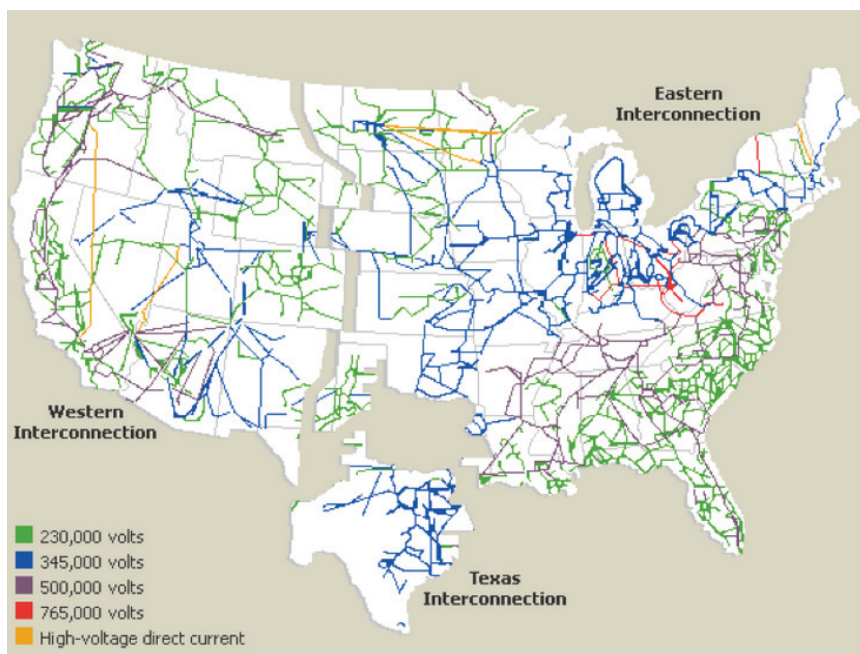 Eastern
Interconnection
Western
Interconnection
Texas
Interconnection
230,000 volts
345,000 volts
500,000 volts
765,000 volts
High-voltage direct current